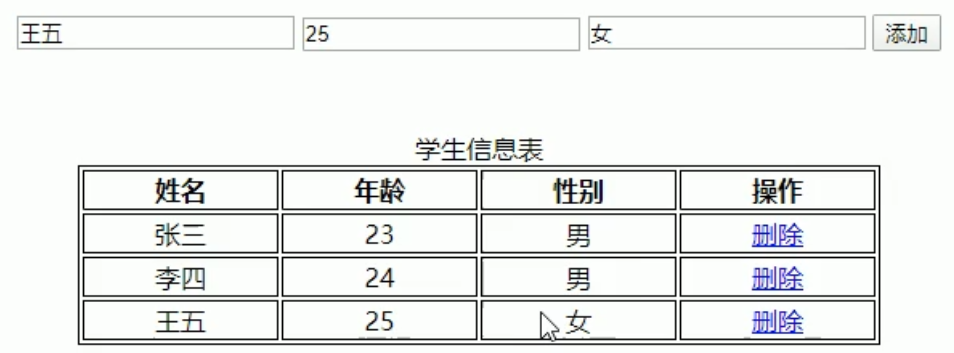 王五 25 女 添加
学生信息表
姓名 年龄 性别 操作
张三 23 男 删除
李四 24 男 删除
王五 25 女 删除